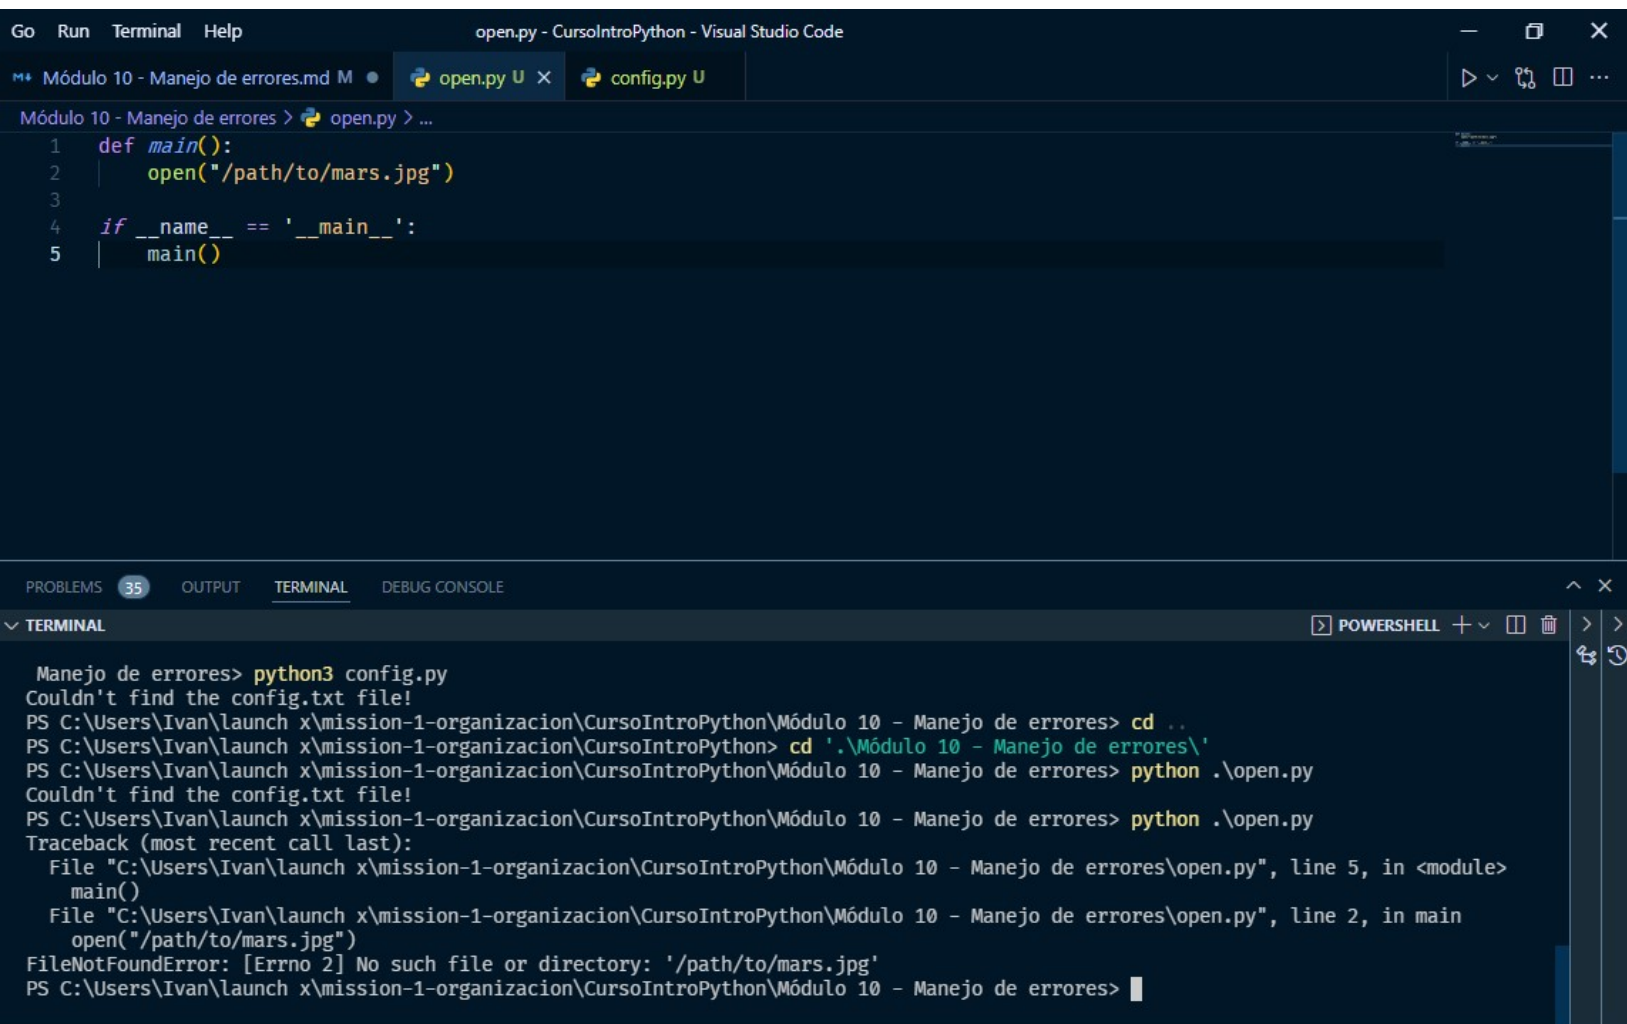 Go Run Terminal Help open.py - CursoIntroPython - Visual Studio Code
Módulo 10 - Manejo de errores.md M open.py U config.py U
Módulo 10 - Manejo de errores > open.py > ...
1 def main():
2 open("/path/to/mars.jpg")
3
4 if __name__ == '__main__':
5 main()
PROBLEMS 35 OUTPUT TERMINAL DEBUG CONSOLE
TERMINAL POWERSHELL
Manejo de errores> python3 config.py
Couldn't find the config.txt file!
PS C:\Users\Ivan\launch x\mission-1-organizacion\CursoIntroPython\Módulo 10 - Manejo de errores> cd ..
PS C:\Users\Ivan\launch x\mission-1-organizacion\CursoIntroPython> cd '.\Módulo 10 - Manejo de errores\'
PS C:\Users\Ivan\launch x\mission-1-organizacion\CursoIntroPython\Módulo 10 - Manejo de errores> python .\open.py
Couldn't find the config.txt file!
PS C:\Users\Ivan\launch x\mission-1-organizacion\CursoIntroPython\Módulo 10 - Manejo de errores> python .\open.py
Traceback (most recent call last):
File "C:\Users\Ivan\launch x\mission-1-organizacion\CursoIntroPython\Módulo 10 - Manejo de errores\open.py", line 5, in <module>
main()
File "C:\Users\Ivan\launch x\mission-1-organizacion\CursoIntroPython\Módulo 10 - Manejo de errores\open.py", line 2, in main
open("/path/to/mars.jpg")
FileNotFoundError: [Errno 2] No such file or directory: '/path/to/mars.jpg'
PS C:\Users\Ivan\launch x\mission-1-organizacion\CursoIntroPython\Módulo 10 - Manejo de errores>